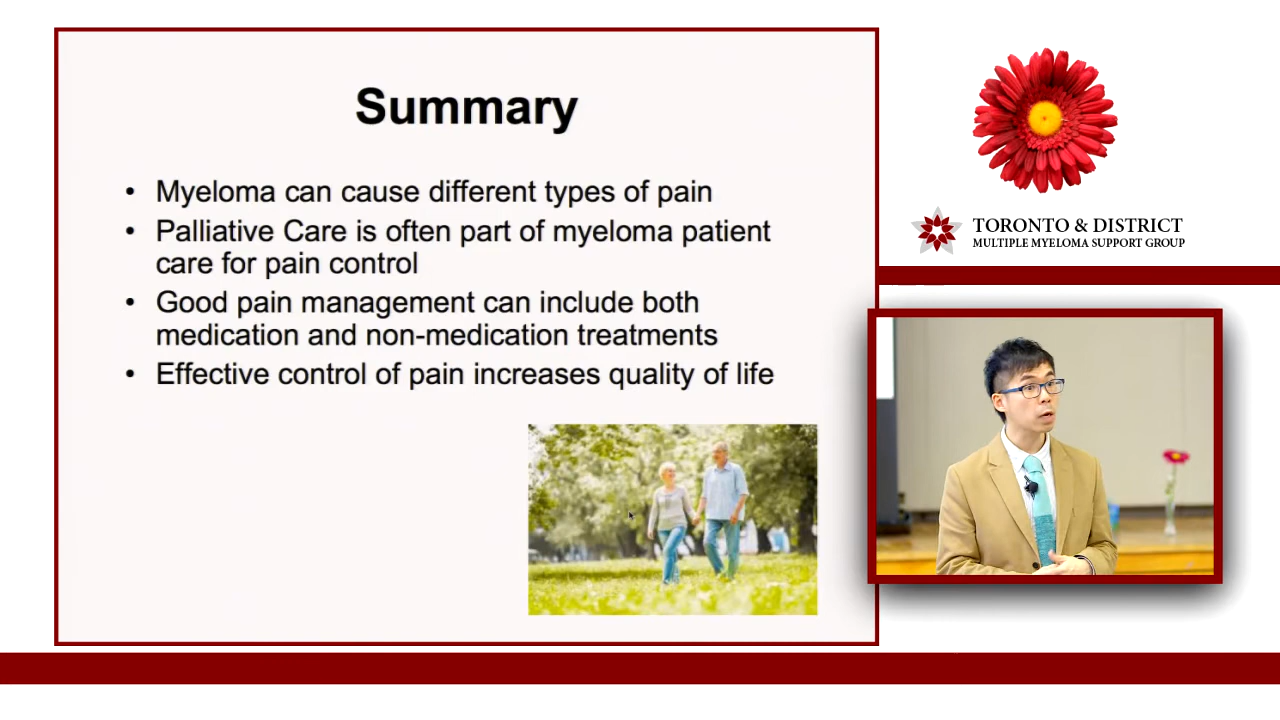 Summary
• Myeloma can cause different types of pain
• Palliative Care is often part of myeloma patient
care for pain control
• Good pain management can include both
medication and non-medication treatments
• Effective control of pain increases quality of life
TORONTO & DISTRICT
MULTIPLE MYELOMA SUPPORT GROUP